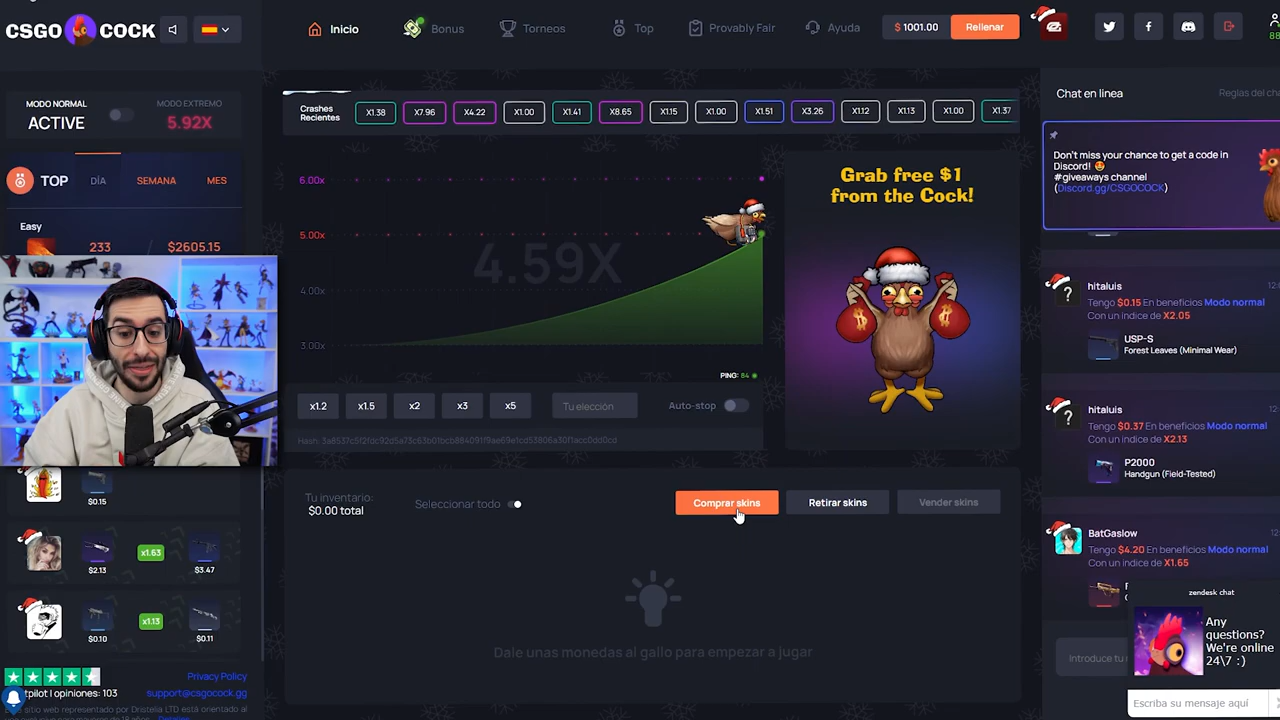 CSGO COCK
Inicio
Bonus
Torneos
Top
Provably Fair
Ayuda
$ 1001.00
Rellenar
88
MODO NORMAL
ACTIVE
MODO EXTREMO
5.92X
TOP
DÍA
SEMANA
MES
Easy
233
$2605.15
$0.15
$2.13
x1.63
$3.47
$0.10
x1.13
$0.11
tpilot | opiniones: 103
Privacy Policy
support@csgocock.gg
Crashes
Recientes
X1.38
X7.96
X4.22
X1.00
X1.41
X8.65
X1.15
X1.00
X1.51
X3.26
X1.12
X1.13
X1.00
X1.37
6.00x
5.00x
4.00x
3.00x
4.59X
PING: 84
x1.2
x1.5
x2
x3
x5
Tu elección
Auto-stop
Grab free $1
from the Cock!
Tu inventario:
$0.00 total
Seleccionar todo
Comprar skins
Retirar skins
Vender skins
Dale unas monedas al gallo para empezar a jugar
Chat en linea
Reglas del cha
Don't miss your chance to get a code in
Discord!
#giveaways channel
(Discord.gg/CSGOCOCK)
hitaluis
Tengo $0.15 En beneficios Modo normal
Con un indice de X2.05
USP-S
Forest Leaves (Minimal Wear)
hitaluis
Tengo $0.37 En beneficios Modo normal
Con un indice de X2.13
P2000
Handgun (Field-Tested)
BatGaslow
Tengo $4.20 En beneficios Modo normal
Con un indice de X1.65
zendesk chat
Any
questions?
We're online
24\7 :)
Introduce tu
Escriba su mensaje aquí